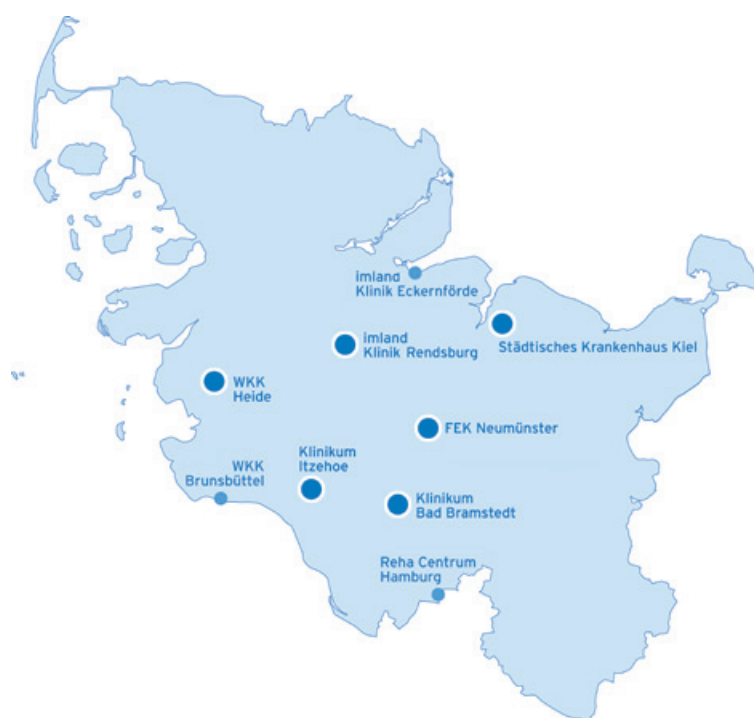 imland
Klinik Eckernförde
imland
Klinik Rendsburg
Städtisches Krankenhaus Kiel
WKK
Heide
FEK Neumünster
Klinikum
Itzehoe
WKK
Brunsbüttel
Klinikum
Bad Bramstedt
Reha Centrum
Hamburg